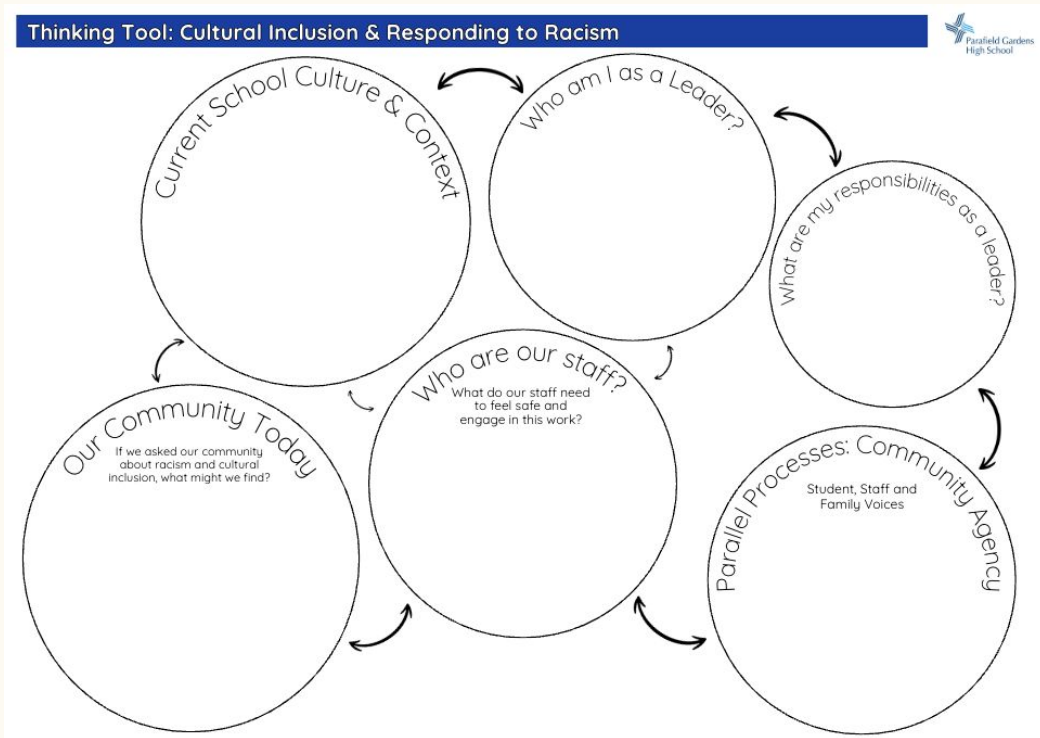 Thinking Tool: Cultural Inclusion & Responding to Racism
Parafield Gardens
High School
Current School Culture & Context
Who am I as a Leader?
What are my responsibilities as a leader?
Our Community Today
If we asked our community
about racism and cultural
inclusion, what might we find?
Who are our staff?
What do our staff need
to feel safe and
engage in this work?
Parallel Processes: Community Agency
Student, Staff and
Family Voices